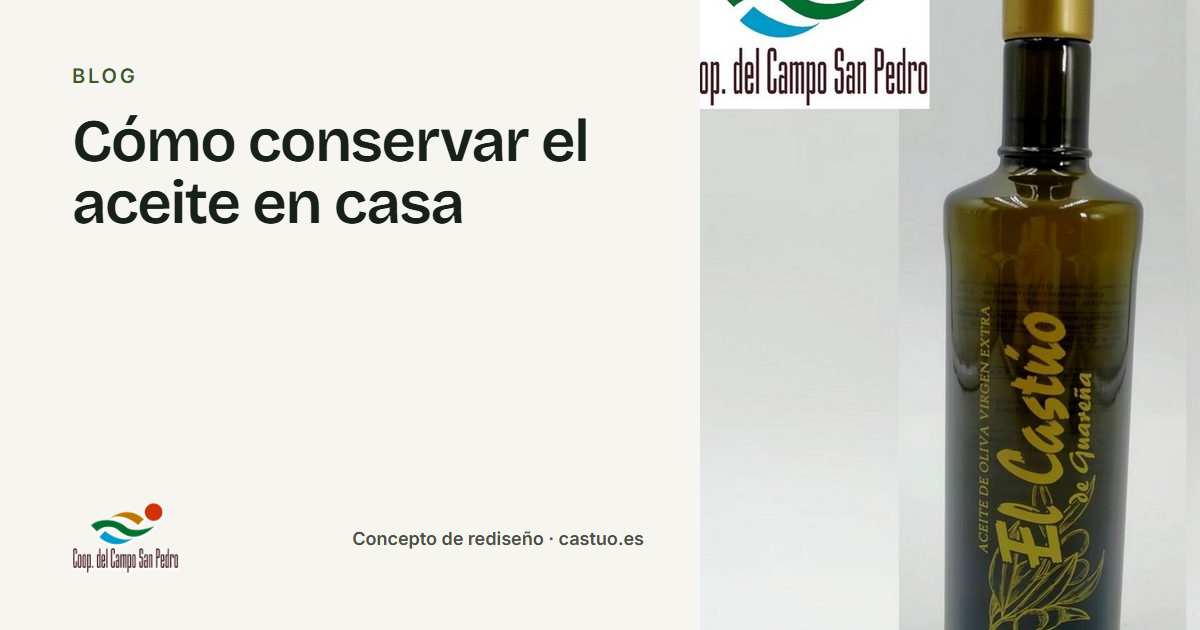 BLOG
Cómo conservar el
aceite en casa
Coop. del Campo San Pedro
Concepto de rediseño · castuo.es
op. del Campo San Pedro
ACEITE DE OLIVA VIRGEN EXTRA
El Castúo
de Guareña